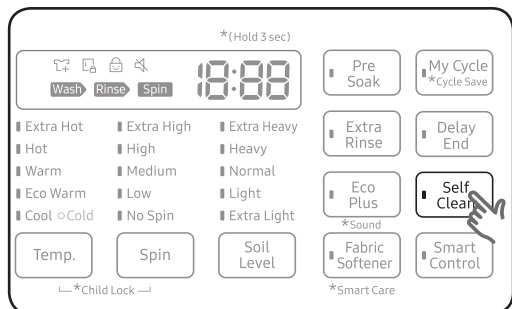 *(Hold 3 sec)
18:88
Wash Rinse Spin
Extra Hot
Hot
Warm
Eco Warm
Cool Cold
Extra High
High
Medium
Low
No Spin
Extra Heavy
Heavy
Normal
Light
Extra Light
Temp.
Spin
Soil
Level
*Child Lock
Pre
Soak
My Cycle
*Cycle Save
Extra
Rinse
Delay
End
Eco
Plus
*Sound
Self
Clean
Fabric
Softener
*Smart Care
Smart
Control